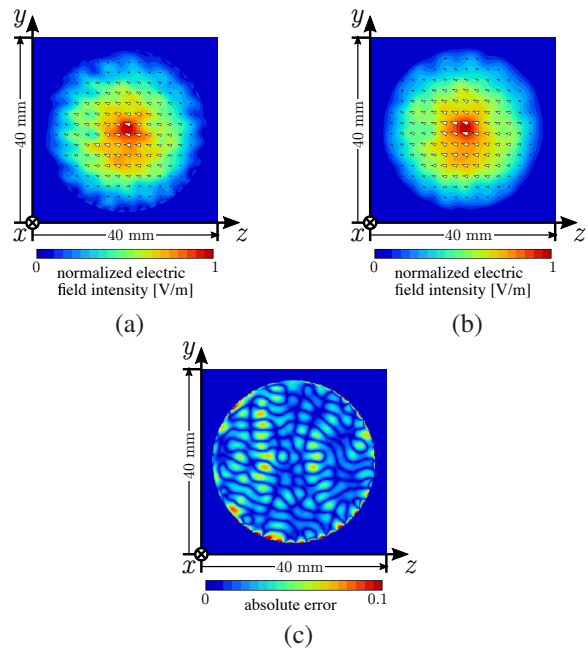 y
40 mm
x
40 mm
z
0 1
normalized electric
field intensity [V/m]
(a)
y
40 mm
x
40 mm
z
0 1
normalized electric
field intensity [V/m]
(b)
y
40 mm
x
40 mm
z
0 0.1
absolute error
(c)